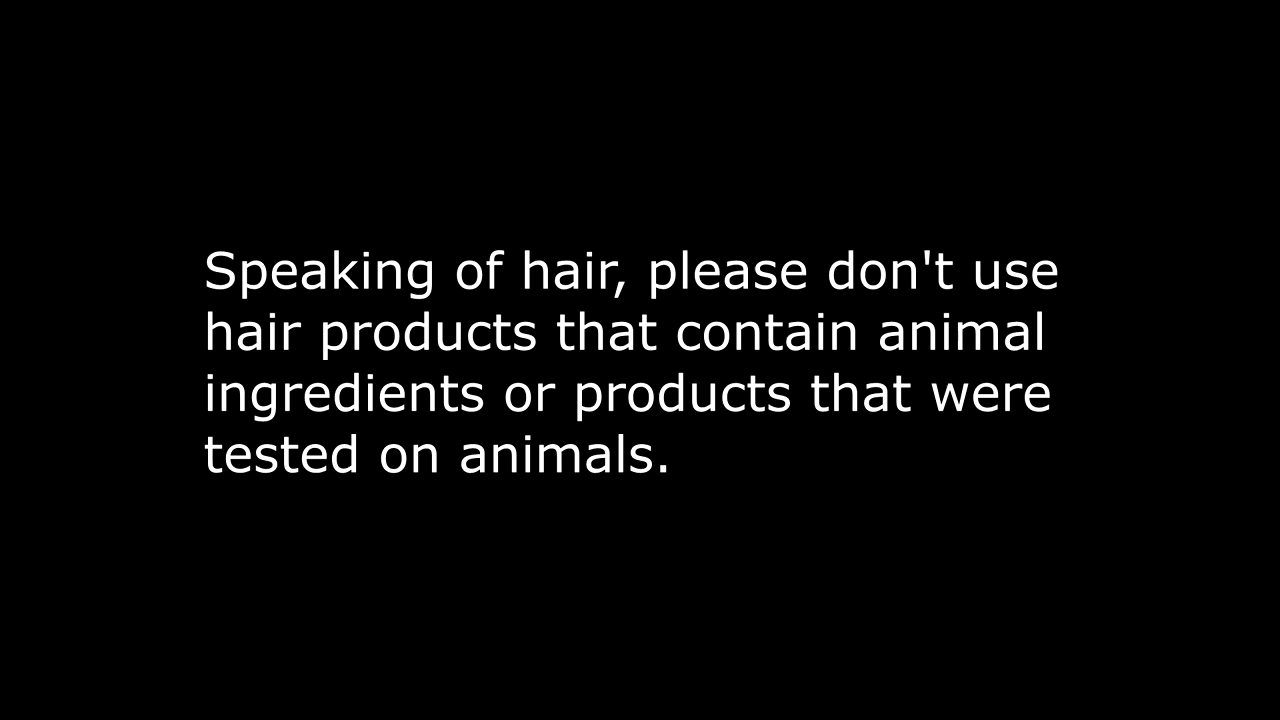 Speaking of hair, please don't use
hair products that contain animal
ingredients or products that were
tested on animals.